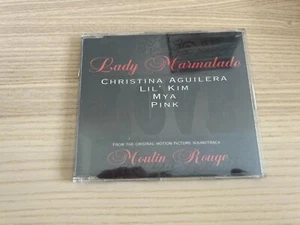 Lady Marmalade
CHRISTINA AGUILERA
LIL' KIM
MYA
PINK
FROM THE ORIGINAL MOTION PICTURE SOUNDTRACK
Moulin Rouge